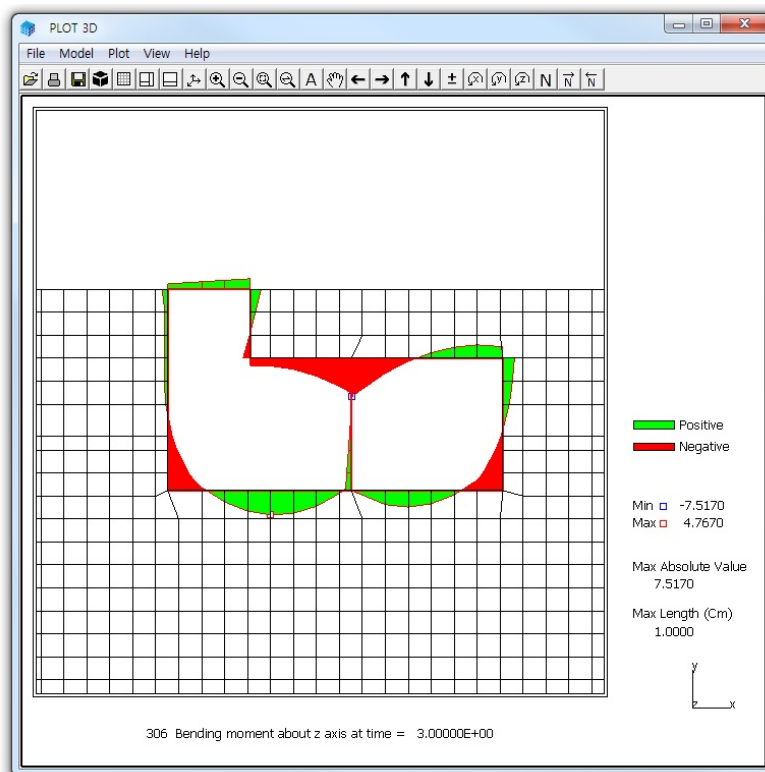 PLOT 3D
File Model Plot View Help
A ± x y z N N N
Positive
Negative
Min -7.5170
Max 4.7670
Max Absolute Value
7.5170
Max Length (Cm)
1.0000
y
z x
306 Bending moment about z axis at time = 3.00000E+00